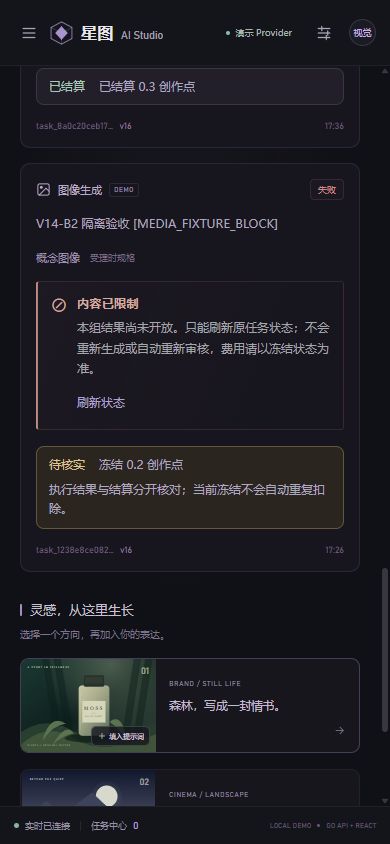 星图 AI Studio
演示 Provider
视觉
已结算 已结算 0.3 创作点
task_8a0c20ceb17… v16 17:36
图像生成 DEMO 失败
V14-B2 隔离验收 [MEDIA_FIXTURE_BLOCK]
概念图像 受理时规格
内容已限制
本组结果尚未开放。只能刷新原任务状态；不会
重新生成或自动重新审核，费用请以冻结状态为
准。
刷新状态
待核实 冻结 0.2 创作点
执行结果与结算分开核对；当前冻结不会自动重复扣
除。
task_1238e8ce082… v16 17:26
灵感，从这里生长
选择一个方向，再加入你的表达。
A STUDY IN STILLNESS
01
MOSS
填入提示词
BRAND / STILL LIFE
森林，写成一封情书。
BEYOND THE QUIET
02
CINEMA / LANDSCAPE
实时已连接 任务中心 0
LOCAL DEMO GO API + REACT